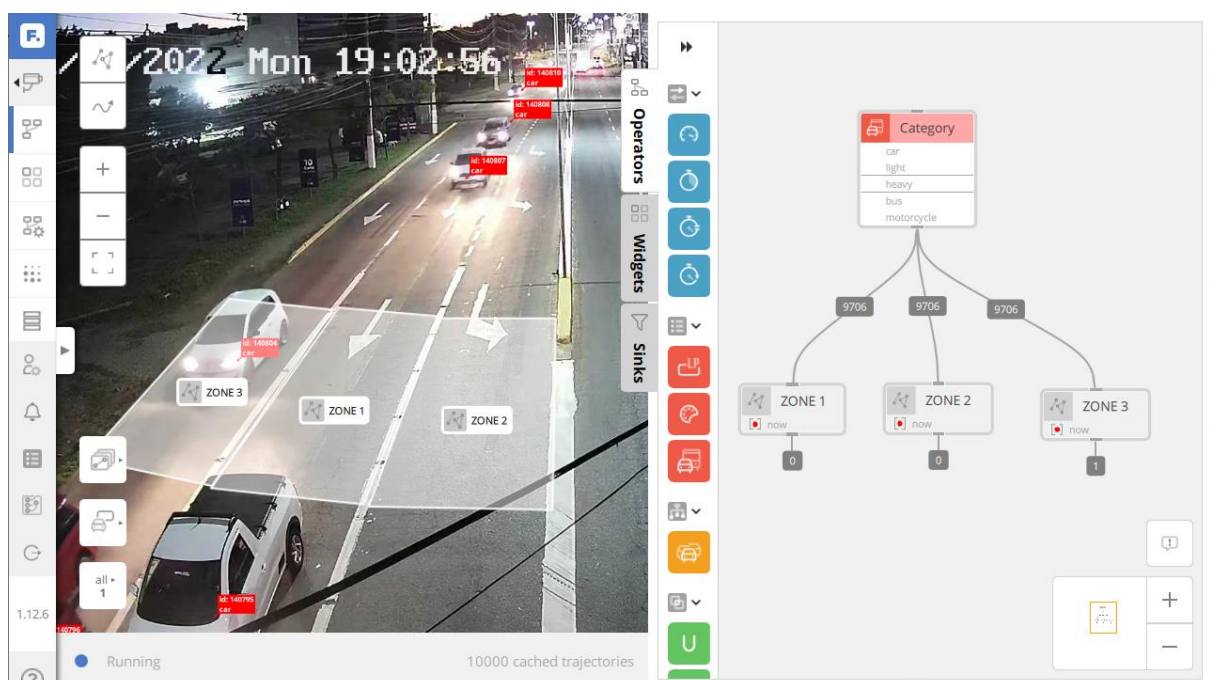 F.
/2022 Mon 19:02:56
id: 140810
car
id: 140808
car
id: 140807
car
10
id: 140804
car
ZONE 3
ZONE 1
ZONE 2
all
1
id: 140795
car
140796
1.12.6
Running
10000 cached trajectories
Operators
Widgets
Sinks
LP
U
Category
car
light
heavy
bus
motorcycle
9706
9706
9706
ZONE 1
now
0
ZONE 2
now
0
ZONE 3
now
1